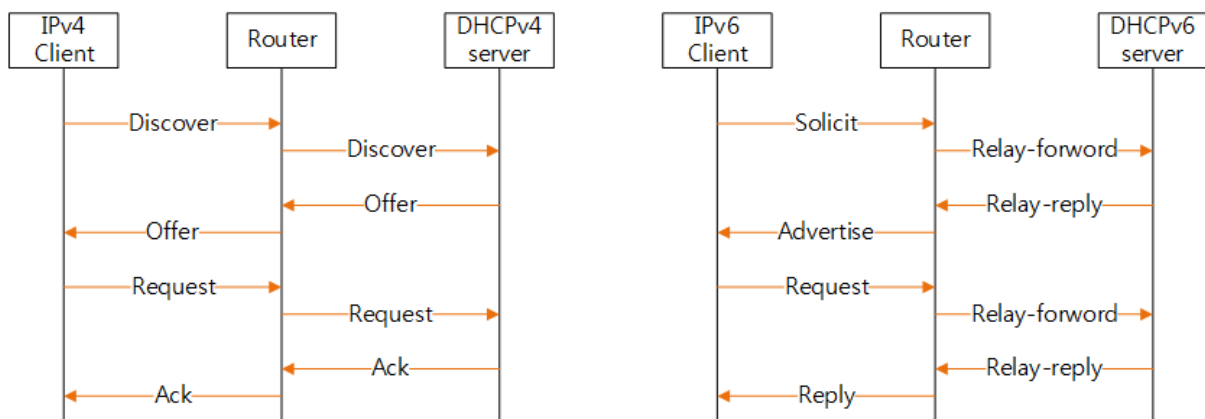 IPv4
Client
Router
DHCPv4
server
Discover
Discover
Offer
Offer
Request
Request
Ack
Ack
IPv6
Client
Router
DHCPv6
server
Solicit
Relay-forword
Relay-reply
Advertise
Request
Relay-forword
Relay-reply
Reply